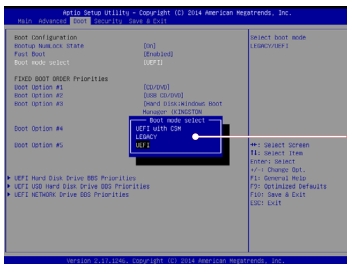 Aptio Setup Utility – Copyright (C) 2014 American Megatrends, Inc.
Main Advanced Boot Security Save & Exit
Boot Configuration
Bootup NumLock State [On]
Fast Boot [Enabled]
Boot mode select [UEFI]
FIXED BOOT ORDER Priorities
Boot Option #1 [CD/DVD]
Boot Option #2 [USB CD/DVD]
Boot Option #3 [Hard Disk:Windows Boot
Manager (KINGSTON
Boot Option #4
Boot Option #5
Boot mode select
UEFI with CSM
LEGACY
UEFI
▶ UEFI Hard Disk Drive BBS Priorities
▶ UEFI USB Hard Disk Drive BBS Priorities
▶ UEFI NETWORK Drive BBS Priorities
Select boot mode
LEGACY/UEFI
→←: Select Screen
↑↓: Select Item
Enter: Select
+/-: Change Opt.
F1: General Help
F9: Optimized Defaults
F10: Save & Exit
ESC: Exit
Version 2.17.1246. Copyright (C) 2014 American Megatrends, Inc.